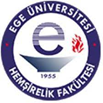 EGE ÜNİVERSİTESİ
e
1955
HEMŞİRELİK FAKÜLTESİ